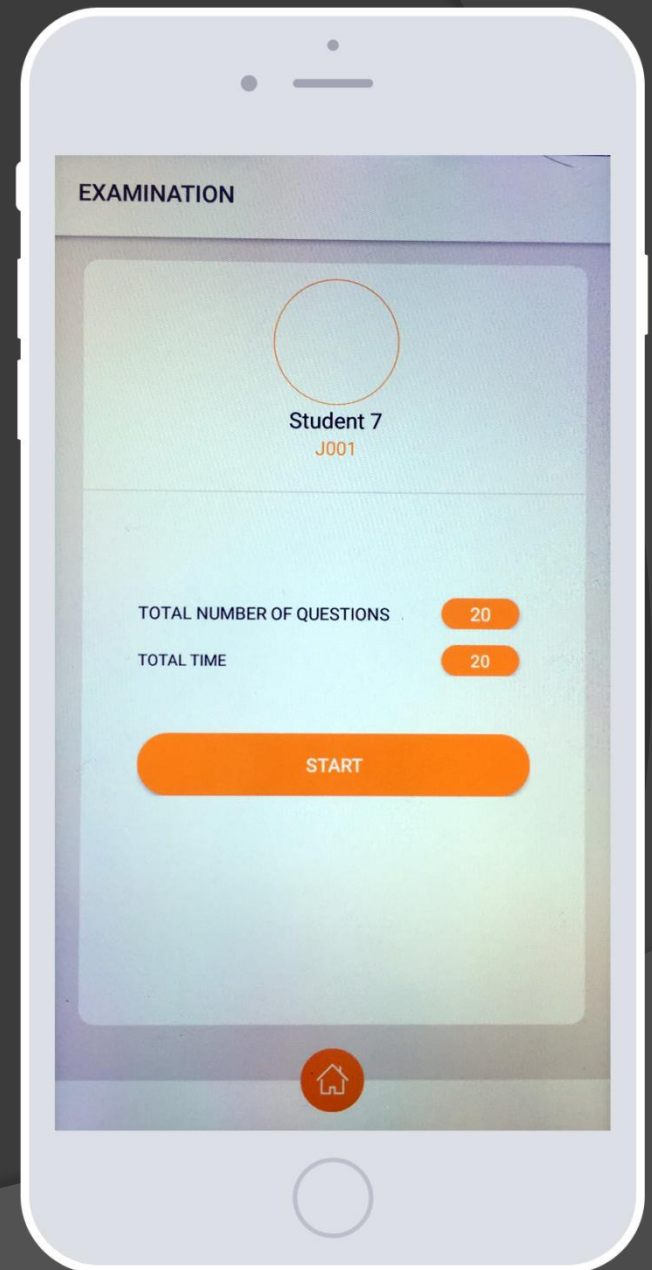 EXAMINATION
Student 7
J001
TOTAL NUMBER OF QUESTIONS 20
TOTAL TIME 20
START